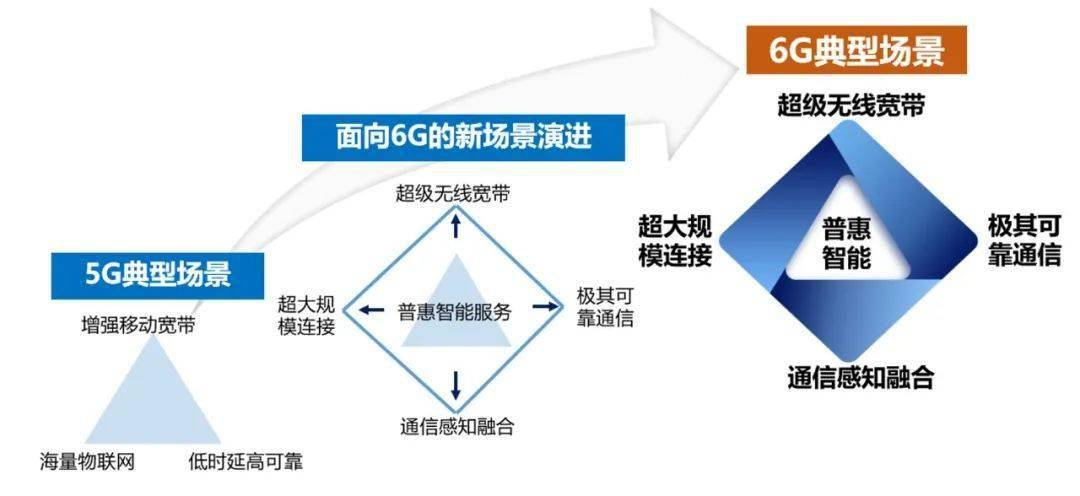 5G典型场景
增强移动宽带
海量物联网
低时延高可靠
面向6G的新场景演进
超级无线宽带
超大规
模连接
普惠智能服务
极其可
靠通信
通信感知融合
6G典型场景
超级无线宽带
超大规
模连接
普惠
智能
极其可
靠通信
通信感知融合